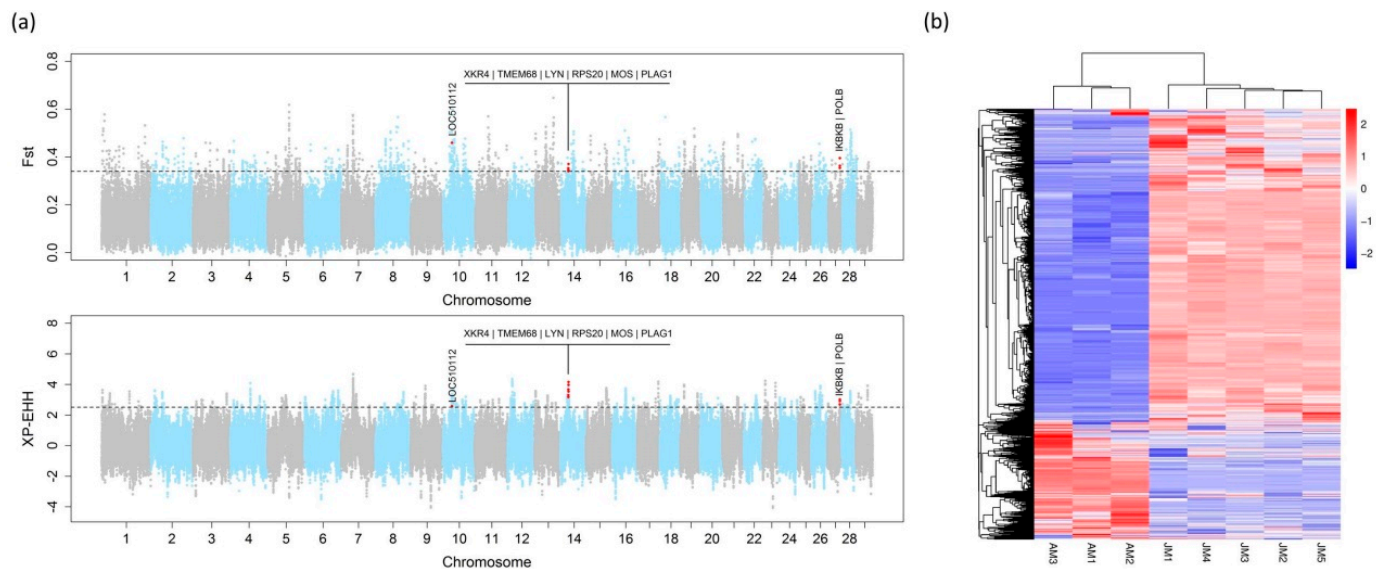 (a)
0.8
0.6
0.4
0.2
0.0
Fst
XKR4 | TMEM68 | LYN | RPS20 | MOS | PLAG1
LOC510112
IKBKB | POLB
1 2 3 4 5 6 7 8 9 10 11 12 14 16 18 20 22 24 26 28
Chromosome
8
6
4
2
0
-2
-4
XP-EHH
XKR4 | TMEM68 | LYN | RPS20 | MOS | PLAG1
LOC510112
IKBKB | POLB
1 2 3 4 5 6 7 8 9 10 11 12 14 16 18 20 22 24 26 28
Chromosome
(b)
2
1
0
-1
-2
AM3 AM1 AM2 JM1 JM4 JM3 JM2 JM5